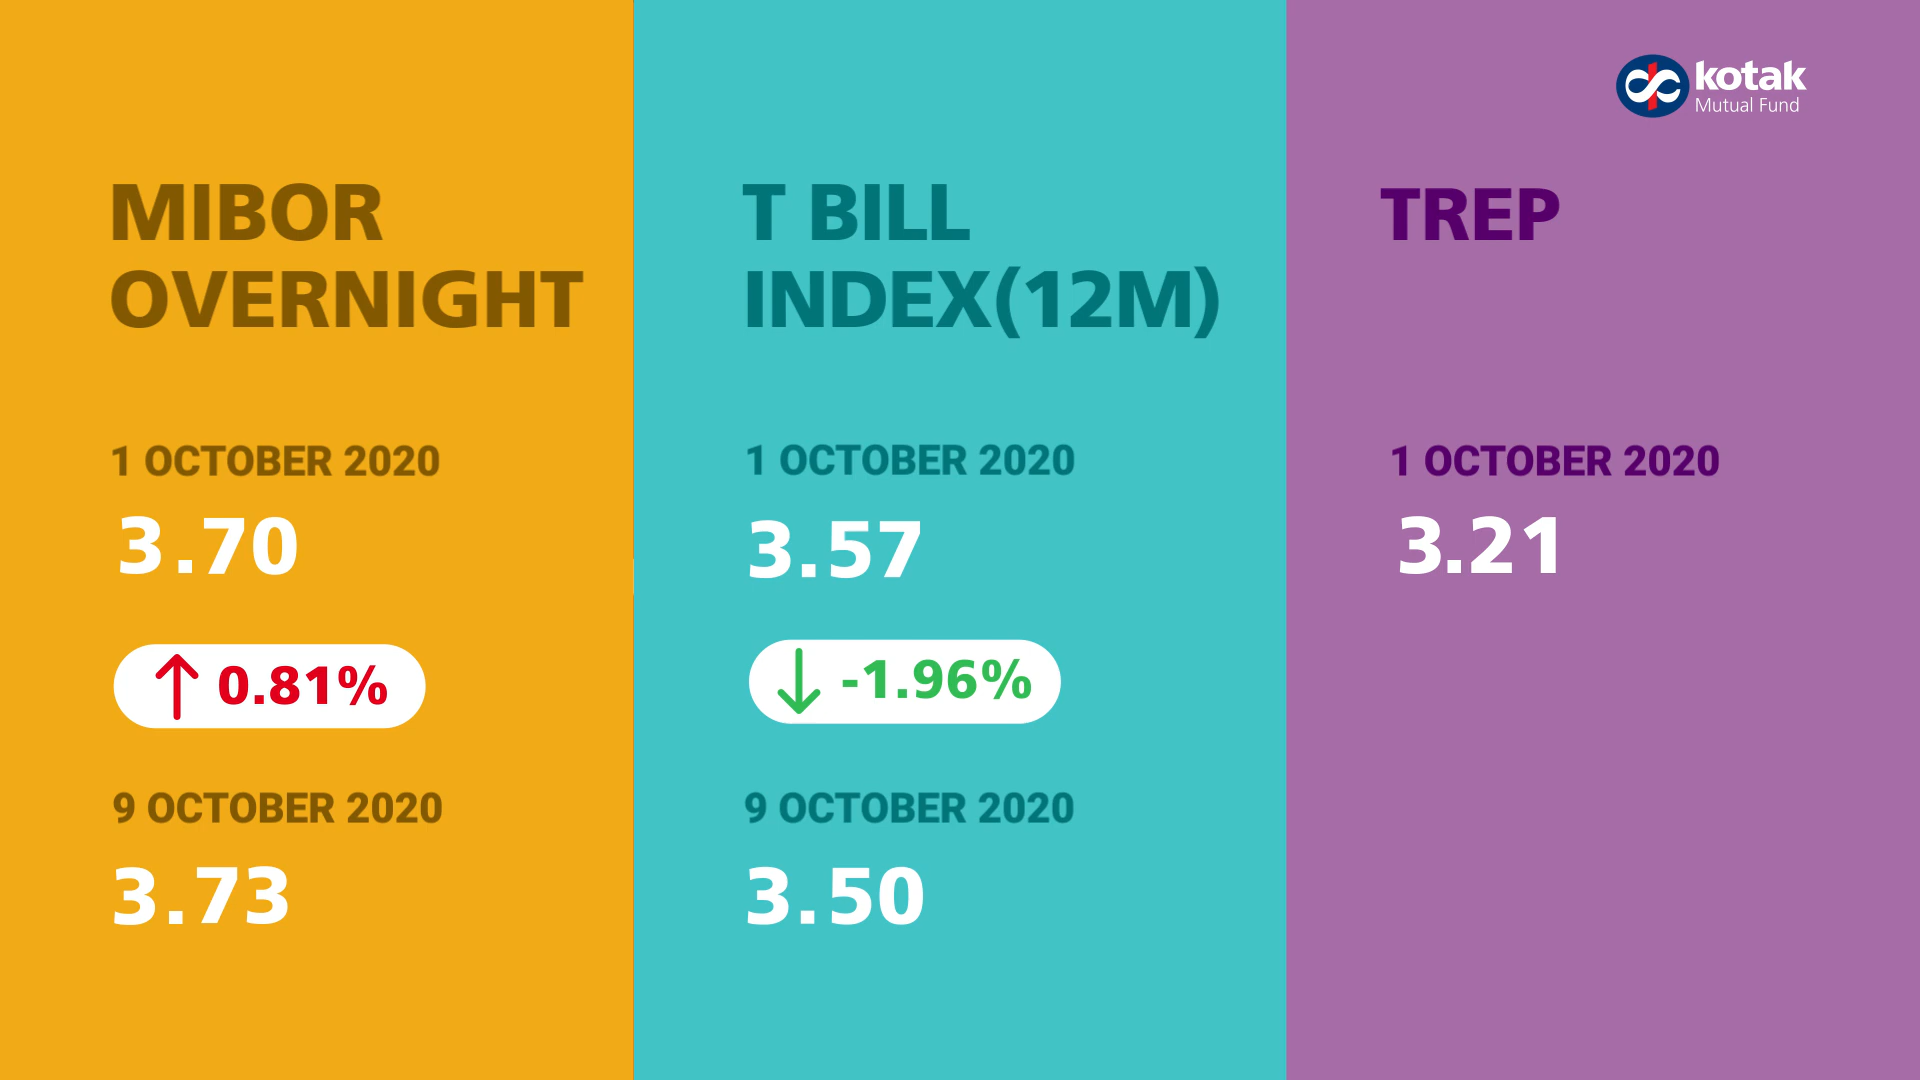 kotak
Mutual Fund
MIBOR
OVERNIGHT
1 OCTOBER 2020
3.70
0.81%
9 OCTOBER 2020
3.73
T BILL
INDEX(12M)
1 OCTOBER 2020
3.57
-1.96%
9 OCTOBER 2020
3.50
TREP
1 OCTOBER 2020
3.21